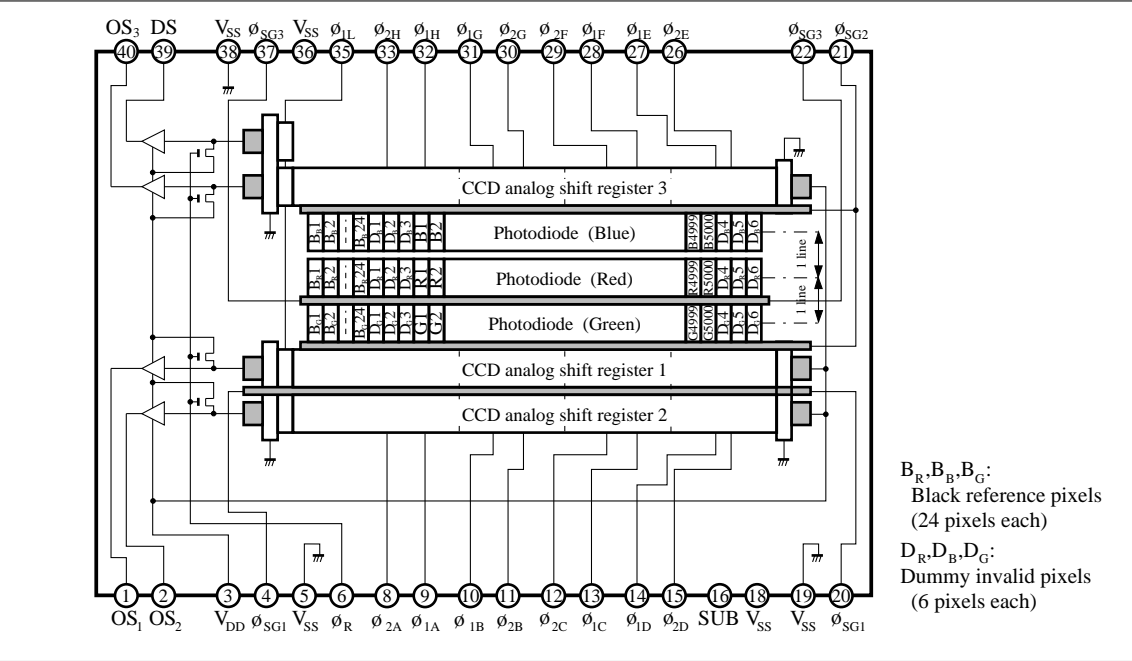 OS3 DS VSS øSG3 VSS ø1L ø2H ø1H ø1G ø2G ø2F ø1F ø1E ø2E øSG3 øSG2
40 39 38 37 36 35 33 32 31 30 29 28 27 26 22 21
CCD analog shift register 3
BB1 BB2 BB24 DB1 DB2 DB3 B1 B2 Photodiode (Blue) B4999 B5000 DB4 DB5 DB6
1 line
BR1 BR2 BR24 DR1 DR2 DR3 R1 R2 Photodiode (Red) R4999 R5000 DR4 DR5 DR6
1 line
BG1 BG2 BG24 DG1 DG2 DG3 G1 G2 Photodiode (Green) G4999 G5000 DG4 DG5 DG6
CCD analog shift register 1
CCD analog shift register 2
1 2 3 4 5 6 8 9 10 11 12 13 14 15 16 18 19 20
OS1 OS2 VDD øSG1 VSS øR ø2A ø1A ø1B ø2B ø2C ø1C ø1D ø2D SUB VSS VSS øSG1
BR,BB,BG:
Black reference pixels
(24 pixels each)
DR,DB,DG:
Dummy invalid pixels
(6 pixels each)